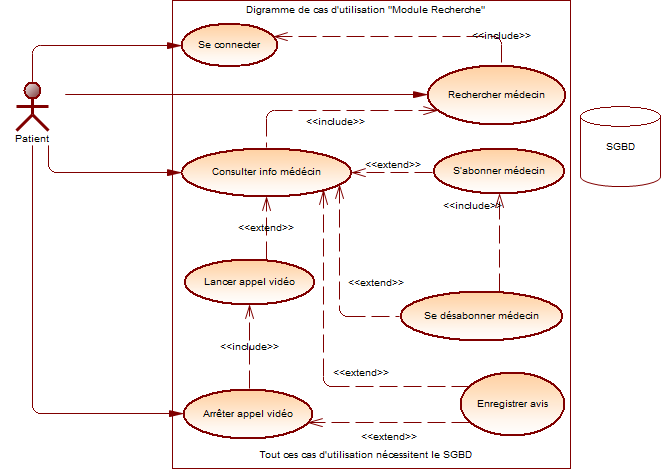 Digramme de cas d'utilisation "Module Recherche"
Se connecter
<<include>>
Rechercher médecin
<<include>>
Patient
SGBD
Consulter info médécin
<<extend>>
S'abonner médecin
<<include>>
<<extend>>
Lancer appel vidéo
<<extend>>
Se désabonner médecin
<<include>>
<<extend>>
Arrêter appel vidéo
Enregistrer avis
<<extend>>
Tout ces cas d'utilisation nécessitent le SGBD